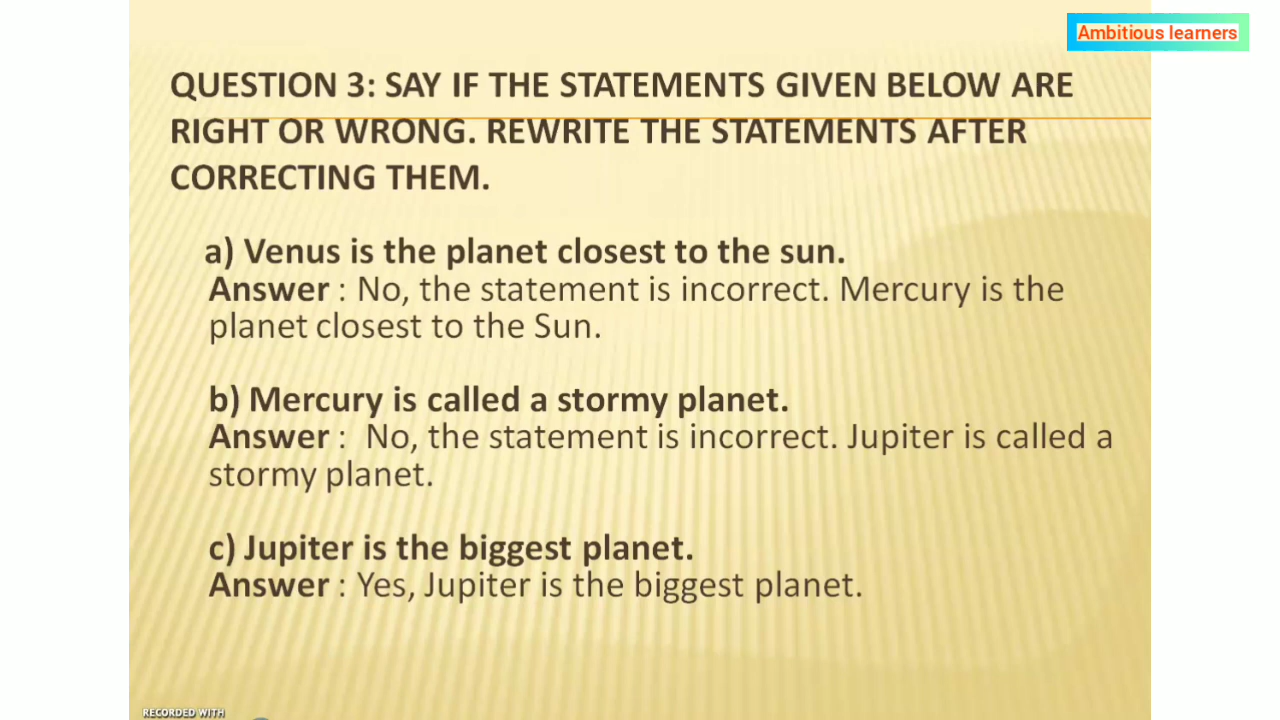 Ambitious learners
QUESTION 3: SAY IF THE STATEMENTS GIVEN BELOW ARE
RIGHT OR WRONG. REWRITE THE STATEMENTS AFTER
CORRECTING THEM.
a) Venus is the planet closest to the sun.
Answer : No, the statement is incorrect. Mercury is the
planet closest to the Sun.
b) Mercury is called a stormy planet.
Answer : No, the statement is incorrect. Jupiter is called a
stormy planet.
c) Jupiter is the biggest planet.
Answer : Yes, Jupiter is the biggest planet.
RECORDED WITH